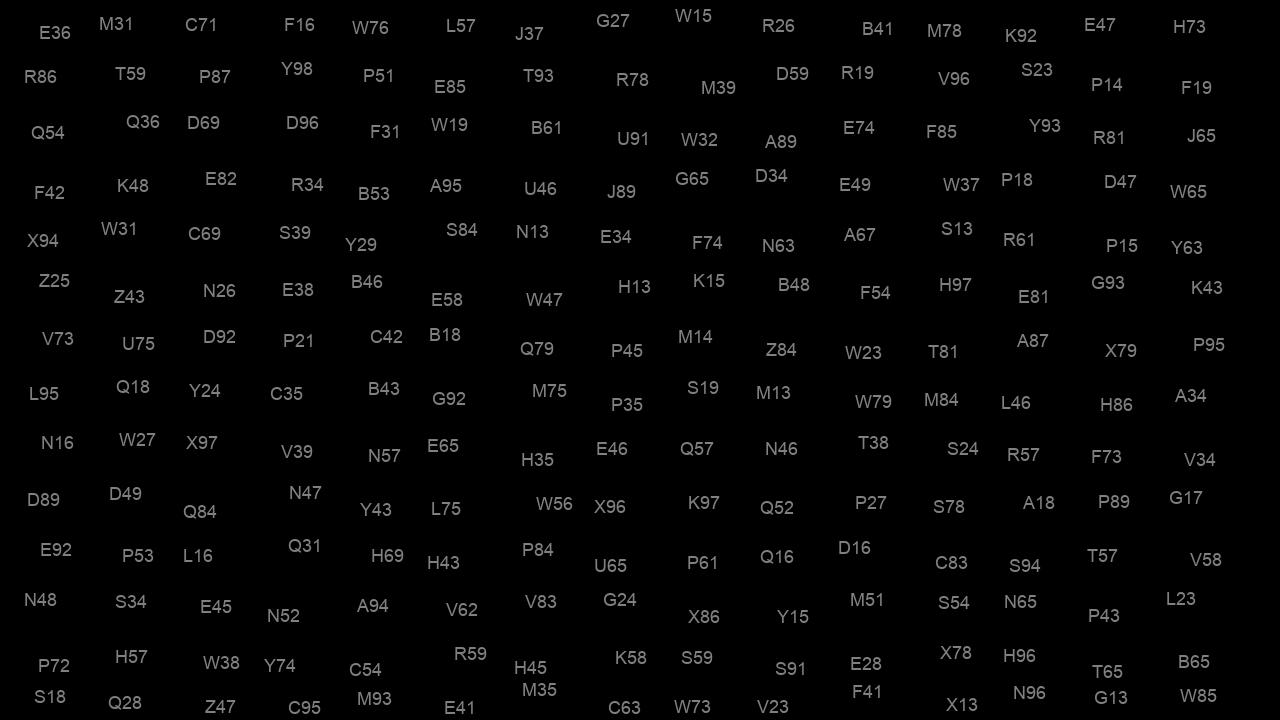 E36 M31 C71 F16 W76 L57 J37 G27 W15 R26 B41 M78 K92 E47 H73
R86 T59 P87 Y98 P51 E85 T93 R78 M39 D59 R19 V96 S23 P14 F19
Q54 Q36 D69 D96 F31 W19 B61 U91 W32 A89 E74 F85 Y93 R81 J65
F42 K48 E82 R34 B53 A95 U46 J89 G65 D34 E49 W37 P18 D47 W65
X94 W31 C69 S39 Y29 S84 N13 E34 F74 N63 A67 S13 R61 P15 Y63
Z25 Z43 N26 E38 B46 E58 W47 H13 K15 B48 F54 H97 E81 G93 K43
V73 U75 D92 P21 C42 B18 Q79 P45 M14 Z84 W23 T81 A87 X79 P95
L95 Q18 Y24 C35 B43 G92 M75 P35 S19 M13 W79 M84 L46 H86 A34
N16 W27 X97 V39 N57 E65 H35 E46 Q57 N46 T38 S24 R57 F73 V34
D89 D49 Q84 N47 Y43 L75 W56 X96 K97 Q52 P27 S78 A18 P89 G17
E92 P53 L16 Q31 H69 H43 P84 U65 P61 Q16 D16 C83 S94 T57 V58
N48 S34 E45 N52 A94 V62 V83 G24 X86 Y15 M51 S54 N65 P43 L23
P72 H57 W38 Y74 C54 R59 H45 K58 S59 S91 E28 X78 H96 T65 B65
S18 Q28 Z47 C95 M93 E41 M35 C63 W73 V23 F41 X13 N96 G13 W85